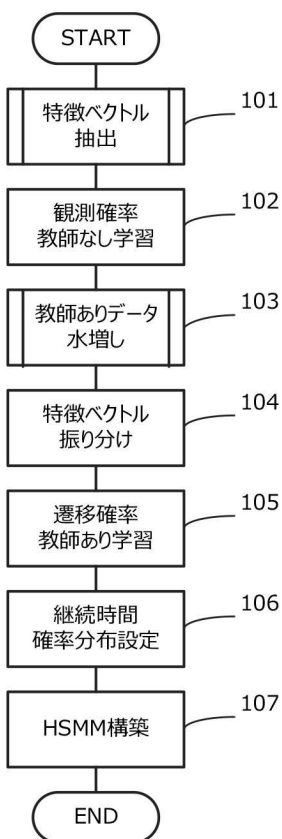 START
特徴ベクトル
抽出
101
観測確率
教師なし学習
102
教師ありデータ
水増し
103
特徴ベクトル
振り分け
104
遷移確率
教師あり学習
105
継続時間
確率分布設定
106
HSMM構築
107
END